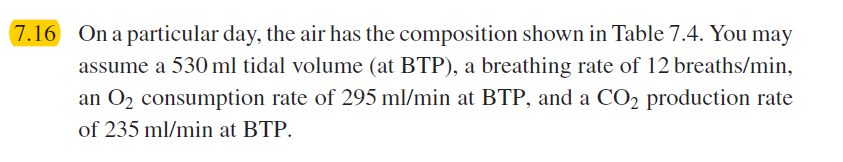 7.16 On a particular day, the air has the composition shown in Table 7.4. You may
assume a 530 ml tidal volume (at BTP), a breathing rate of 12 breaths/min,
an O₂ consumption rate of 295 ml/min at BTP, and a CO₂ production rate
of 235 ml/min at BTP.